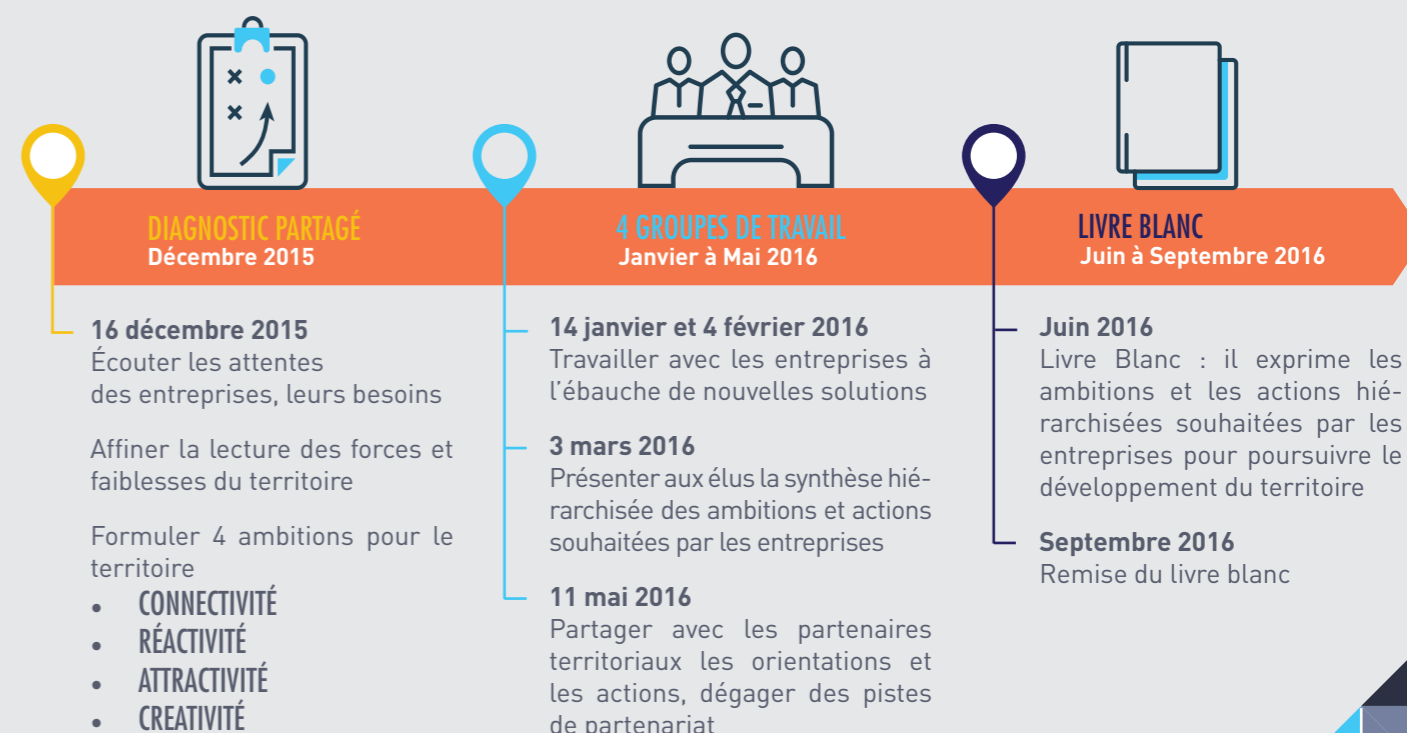 DIAGNOSTIC PARTAGÉ
Décembre 2015
16 décembre 2015
Écouter les attentes
des entreprises, leurs besoins
Affiner la lecture des forces et
faiblesses du territoire
Formuler 4 ambitions pour le
territoire
• CONNECTIVITÉ
• RÉACTIVITÉ
• ATTRACTIVITÉ
• CREATIVITÉ
4 GROUPES DE TRAVAIL
Janvier à Mai 2016
14 janvier et 4 février 2016
Travailler avec les entreprises à
l'ébauche de nouvelles solutions
3 mars 2016
Présenter aux élus la synthèse hié-
rarchisée des ambitions et actions
souhaitées par les entreprises
11 mai 2016
Partager avec les partenaires
territoriaux les orientations et
les actions, dégager des pistes
de partenariat
LIVRE BLANC
Juin à Septembre 2016
Juin 2016
Livre Blanc : il exprime les
ambitions et les actions hié-
rarchisées souhaitées par les
entreprises pour poursuivre le
développement du territoire
Septembre 2016
Remise du livre blanc